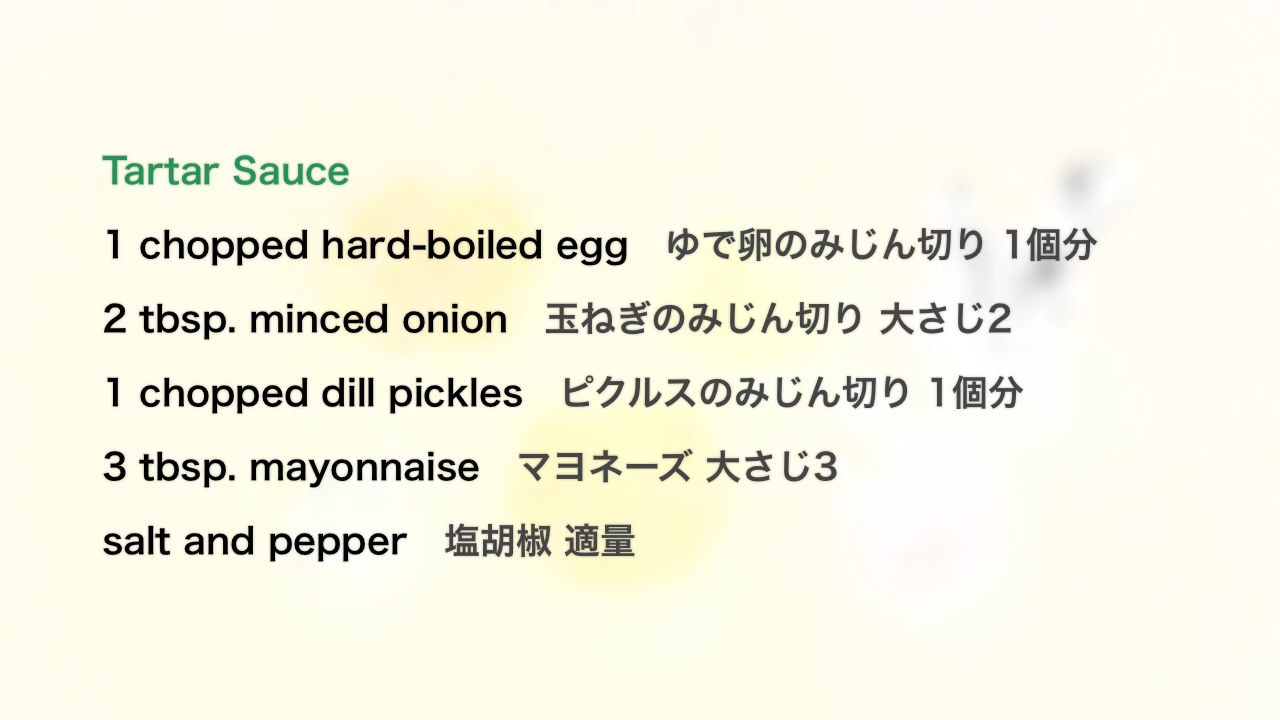 Tartar Sauce
1 chopped hard-boiled egg ゆで卵のみじん切り 1個分
2 tbsp. minced onion 玉ねぎのみじん切り 大さじ2
1 chopped dill pickles ピクルスのみじん切り 1個分
3 tbsp. mayonnaise マヨネーズ 大さじ3
salt and pepper 塩胡椒 適量